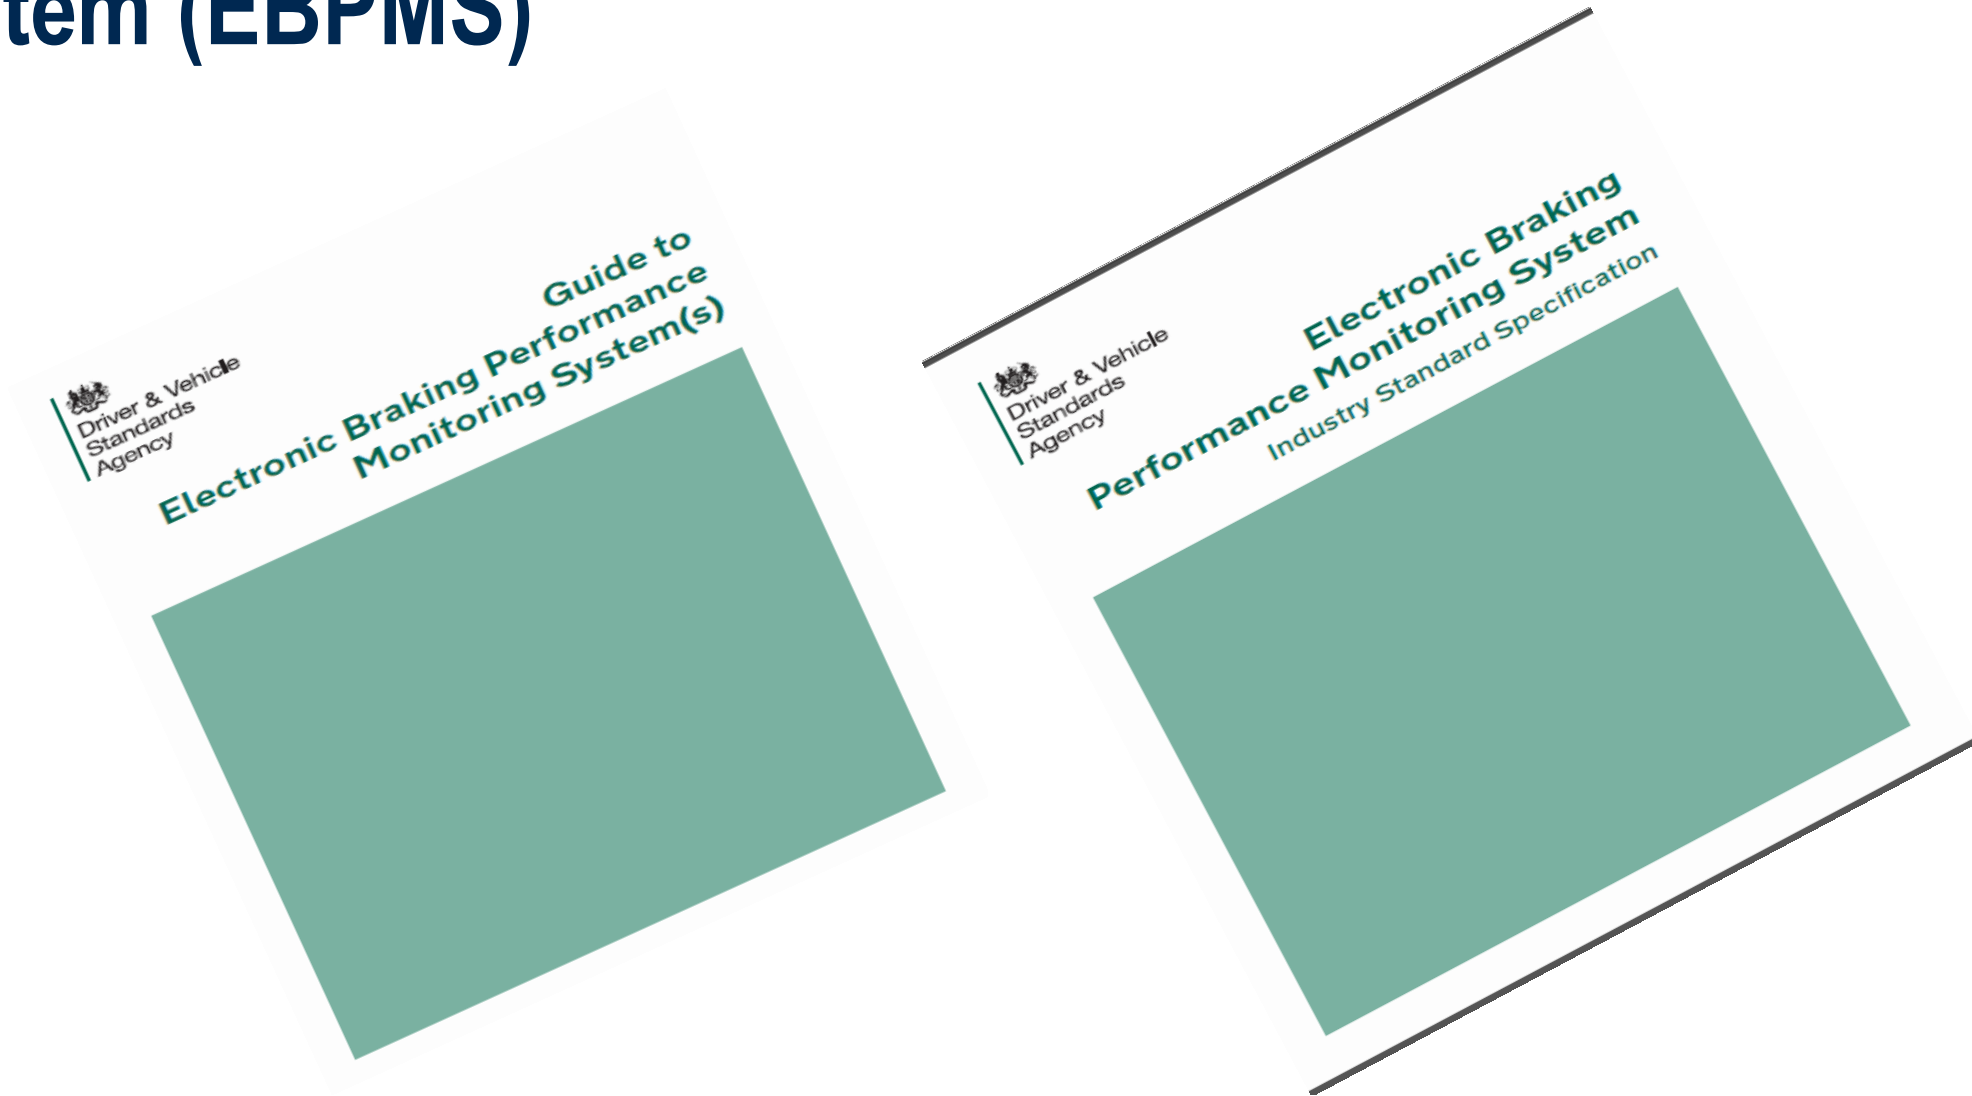 tem (EBPMS)
Driver & Vehicle
Standards
Agency
Guide to
Electronic Braking Performance
Monitoring System(s)
Driver & Vehicle
Standards
Agency
Electronic Braking
Performance Monitoring System
Industry Standard Specification